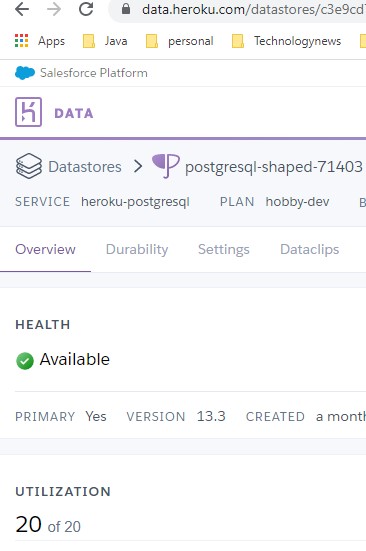 data.heroku.com/datastores/c3e9cd
Apps Java personal Technologynews
Salesforce Platform
DATA
Datastores > postgresql-shaped-71403
SERVICE heroku-postgresql PLAN hobby-dev
Overview Durability Settings Dataclips
HEALTH
Available
PRIMARY Yes VERSION 13.3 CREATED a month
UTILIZATION
20 of 20